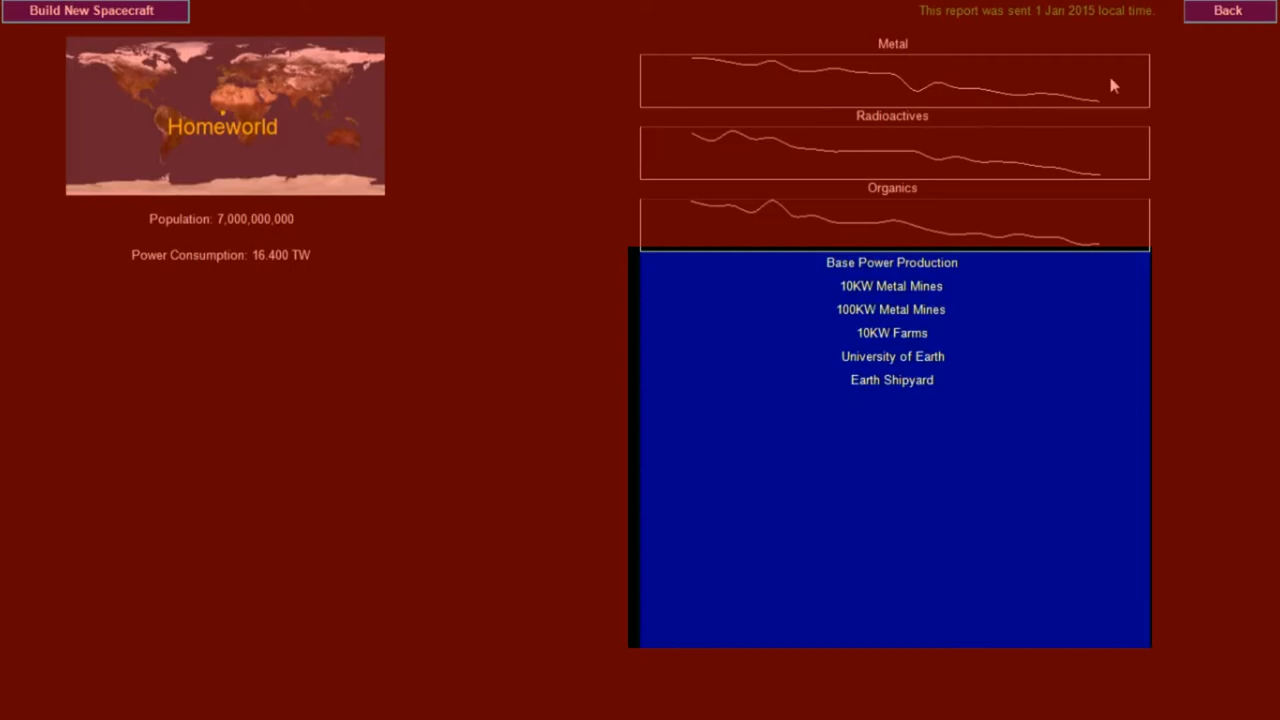 Build New Spacecraft
This report was sent 1 Jan 2015 local time.
Back
Homeworld
Population: 7,000,000,000
Power Consumption: 16.400 TW
Metal
Radioactives
Organics
Base Power Production
10KW Metal Mines
100KW Metal Mines
10KW Farms
University of Earth
Earth Shipyard